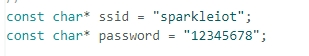 const char* ssid = "sparkleiot";
const char* password = "12345678";